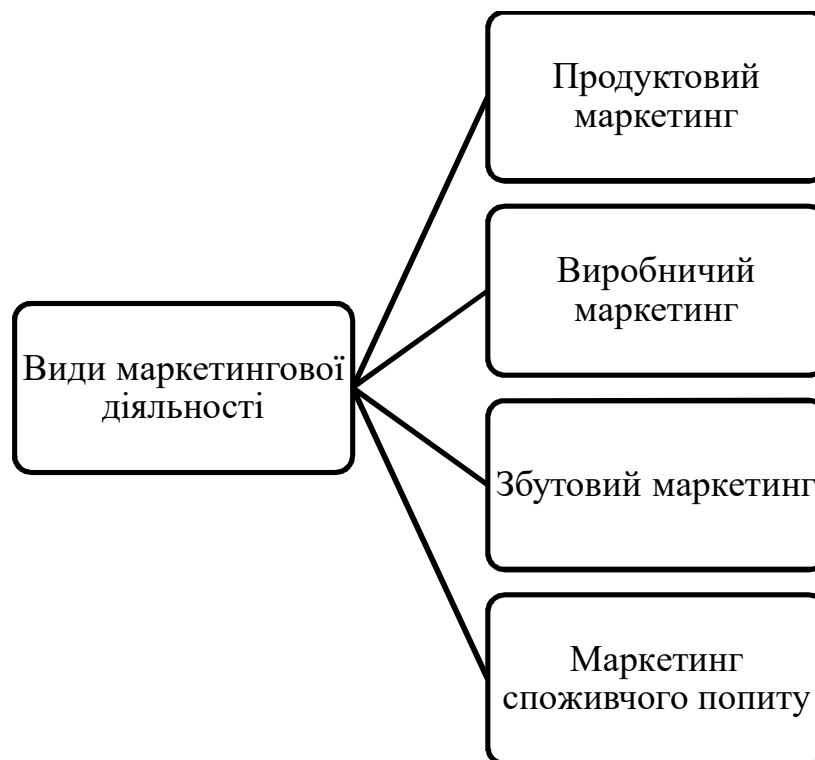 Продуктовий
маркетинг
Виробничий
маркетинг
Види маркетингової
діяльності
Збутовий маркетинг
Маркетинг
споживчого попиту